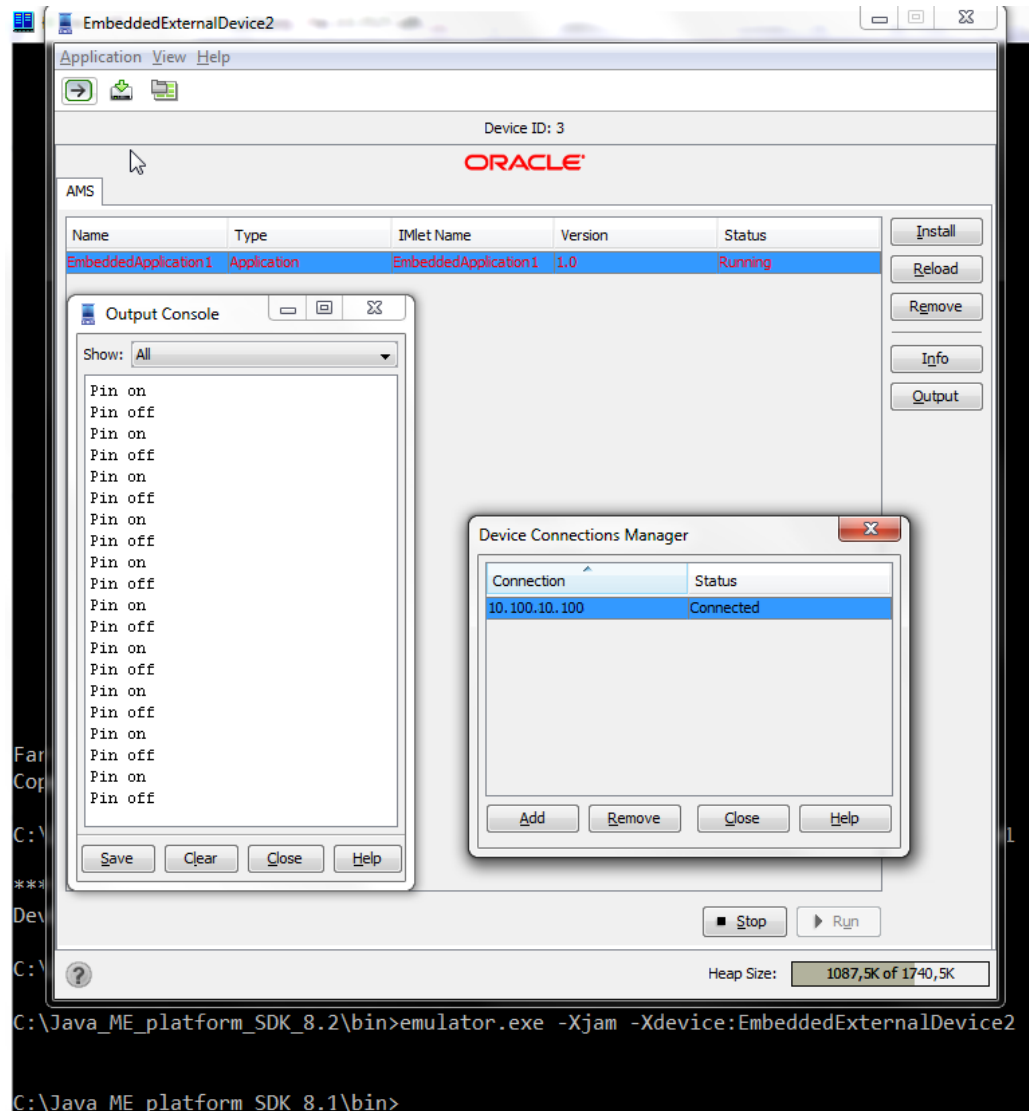 EmbeddedExternalDevice2
Application View Help
Device ID: 3
ORACLE
AMS
Name Type IMlet Name Version Status
EmbeddedApplication1 Application EmbeddedApplication1 1.0 Running
Install
Reload
Remove
Info
Output
Output Console
Show: All
Pin on
Pin off
Pin on
Pin off
Pin on
Pin off
Pin on
Pin off
Pin on
Pin off
Pin on
Pin off
Pin on
Pin off
Pin on
Pin off
Pin on
Pin off
Pin on
Pin off
Save Clear Close Help
Device Connections Manager
Connection Status
10.100.10..100 Connected
Add Remove Close Help
Stop Run
Heap Size: 1087,5K of 1740,5K
Far
Cop
C:\ 1
***
Dev
C:\
C:\Java_ME_platform_SDK_8.2\bin>emulator.exe -Xjam -Xdevice:EmbeddedExternalDevice2
C:\Java_ME_platform_SDK_8.1\bin>